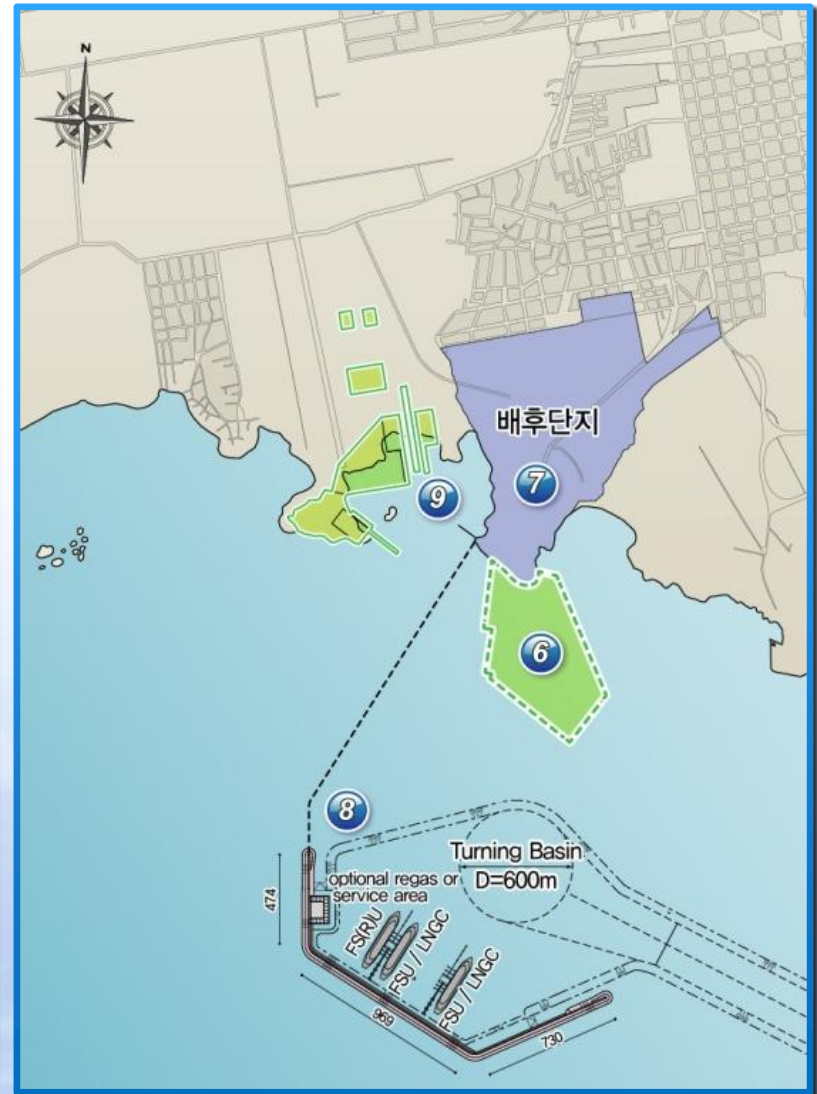 N
배후단지
7
9
6
8
Turning Basin
D=600m
optional regas or
service area
474
FS(R)U
FSU / LNGC
FSU / LNGC
969
730